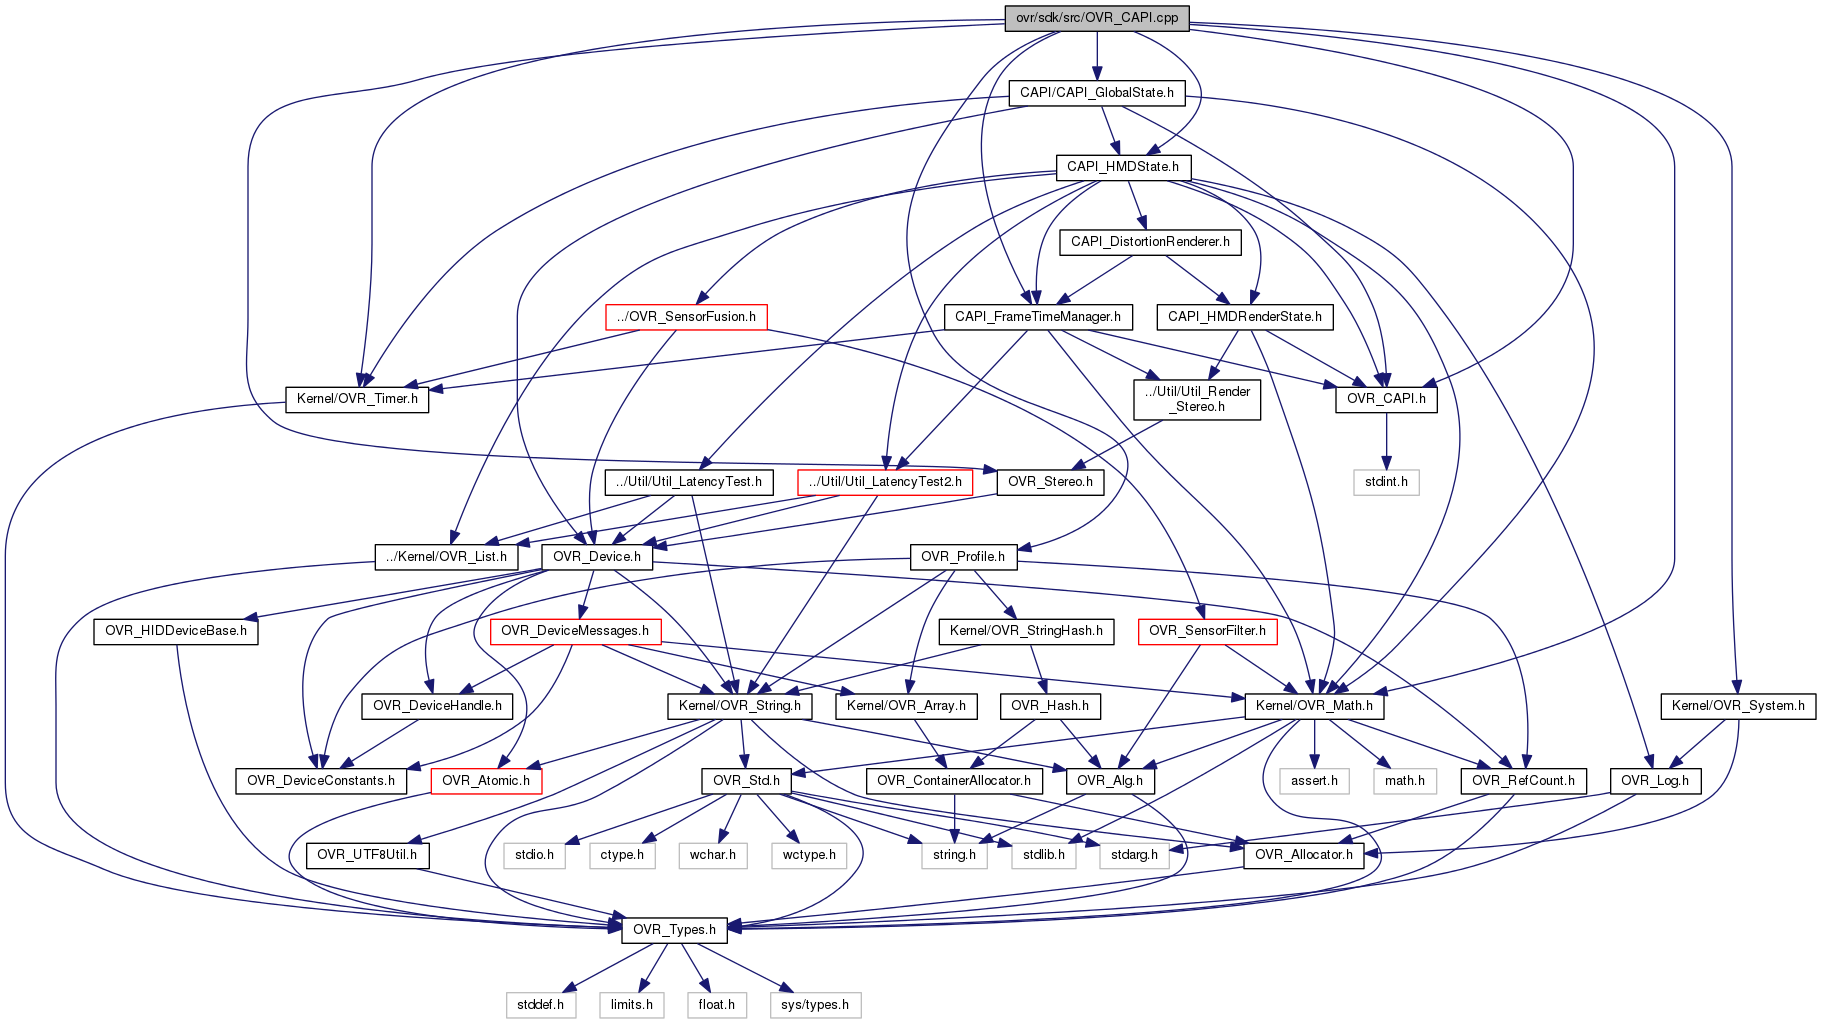 ovr/sdk/src/OVR_CAPI.cpp
CAPI/CAPI_GlobalState.h
CAPI_HMDState.h
CAPI_DistortionRenderer.h
../OVR_SensorFusion.h
CAPI_FrameTimeManager.h
CAPI_HMDRenderState.h
Kernel/OVR_Timer.h
../Util/Util_Render
_Stereo.h
OVR_CAPI.h
../Util/Util_LatencyTest.h
../Util/Util_LatencyTest2.h
OVR_Stereo.h
stdint.h
../Kernel/OVR_List.h
OVR_Device.h
OVR_Profile.h
OVR_HIDDeviceBase.h
OVR_DeviceMessages.h
Kernel/OVR_StringHash.h
OVR_SensorFilter.h
OVR_DeviceHandle.h
Kernel/OVR_String.h
Kernel/OVR_Array.h
OVR_Hash.h
Kernel/OVR_Math.h
Kernel/OVR_System.h
OVR_DeviceConstants.h
OVR_Atomic.h
OVR_Std.h
OVR_ContainerAllocator.h
OVR_Alg.h
assert.h
math.h
OVR_RefCount.h
OVR_Log.h
OVR_UTF8Util.h
stdio.h
ctype.h
wchar.h
wctype.h
string.h
stdlib.h
stdarg.h
OVR_Allocator.h
OVR_Types.h
stddef.h
limits.h
float.h
sys/types.h